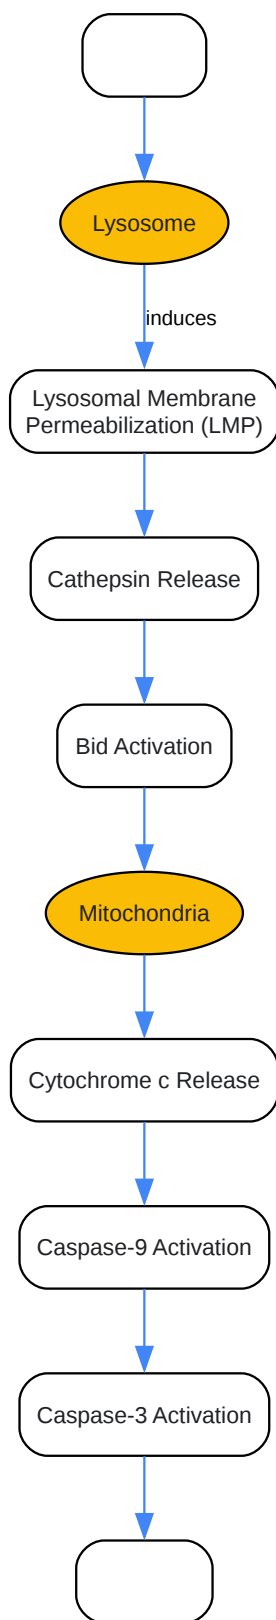 Lysosome
induces
Lysosomal Membrane
Permeabilization (LMP)
Cathepsin Release
Bid Activation
Mitochondria
Cytochrome c Release
Caspase-9 Activation
Caspase-3 Activation